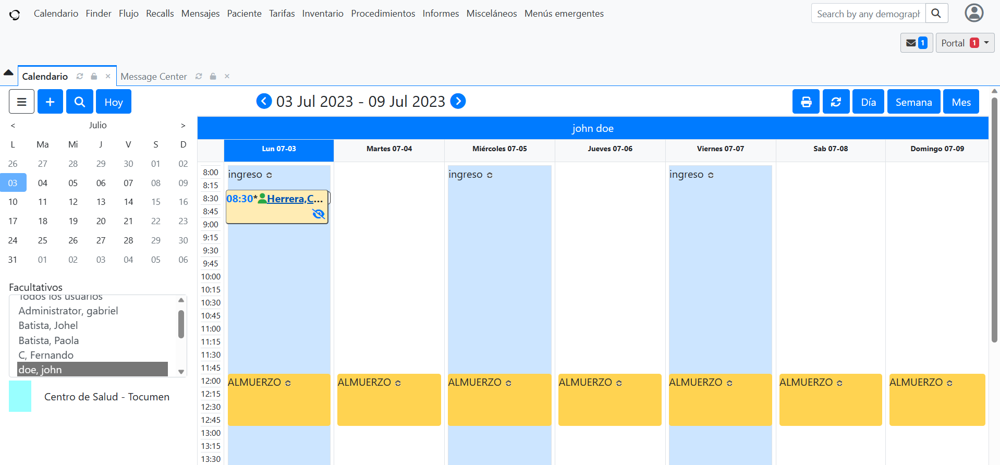 Calendario Finder Flujo Recalls Mensajes Paciente Tarifas Inventario Procedimientos Informes Misceláneos Menús emergentes
Search by any demograph
1 Portal 1
Calendario Message Center
Hoy
03 Jul 2023 - 09 Jul 2023
Día Semana Mes
< Julio >
L Ma Mi J V S D
26 27 28 29 30 01 02
03 04 05 06 07 08 09
10 11 12 13 14 15 16
17 18 19 20 21 22 23
24 25 26 27 28 29 30
31 01 02 03 04 05 06
Facultativos
Todos los usuarios
Administrator, gabriel
Batista, Johel
Batista, Paola
C, Fernando
doe, john
Centro de Salud - Tocumen
john doe
Lun 07-03 Martes 07-04 Miércoles 07-05 Jueves 07-06 Viernes 07-07 Sab 07-08 Domingo 07-09
8:00 ingreso ingreso ingreso
8:15
8:30 08:30*Herrera,C...
8:45
9:00
9:15
9:30
9:45
10:00
10:15
10:30
10:45
11:00
11:15
11:30
11:45
12:00 ALMUERZO ALMUERZO ALMUERZO ALMUERZO ALMUERZO ALMUERZO ALMUERZO
12:15
12:30
12:45
13:00
13:15
13:30